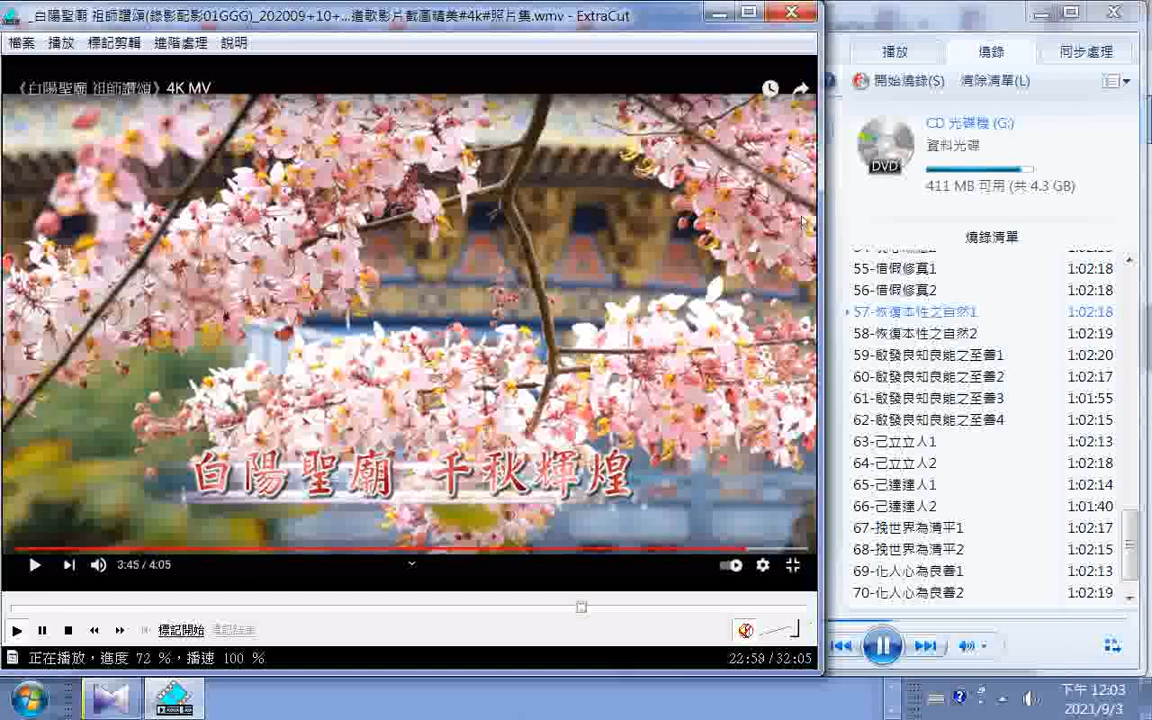 _白陽聖廟 祖師讚頌(錄影配影01GGG)_202009+10+...道歌影片截圖精美#4k#照片集.wmv - ExtraCut
檔案 播放 標記剪輯 進階處理 說明
《白陽聖廟 祖師讚頌》4K MV
白陽聖廟 千秋輝煌
3:45 / 4:05
標記開始 標記結束
正在播放，進度 72 %，播速 100 %
22:58/32:05
播放 燒錄 同步處理
開始燒錄(S) 清除清單(L)
CD 光碟機 (G:)
資料光碟
DVD
411 MB 可用 (共 4.3 GB)
燒錄清單
55-借假修真1 1:02:18
56-借假修真2 1:02:18
57-恢復本性之自然1 1:02:18
58-恢復本性之自然2 1:02:19
59-啟發良知良能之至善1 1:02:20
60-啟發良知良能之至善2 1:02:17
61-啟發良知良能之至善3 1:01:55
62-啟發良知良能之至善4 1:02:15
63-己立立人1 1:02:13
64-己立立人2 1:02:18
65-己達達人1 1:02:14
66-己達達人2 1:01:40
67-挽世界為清平1 1:02:17
68-挽世界為清平2 1:02:15
69-化人心為良善1 1:02:13
70-化人心為良善2 1:02:19
下午 12:03
2021/9/3